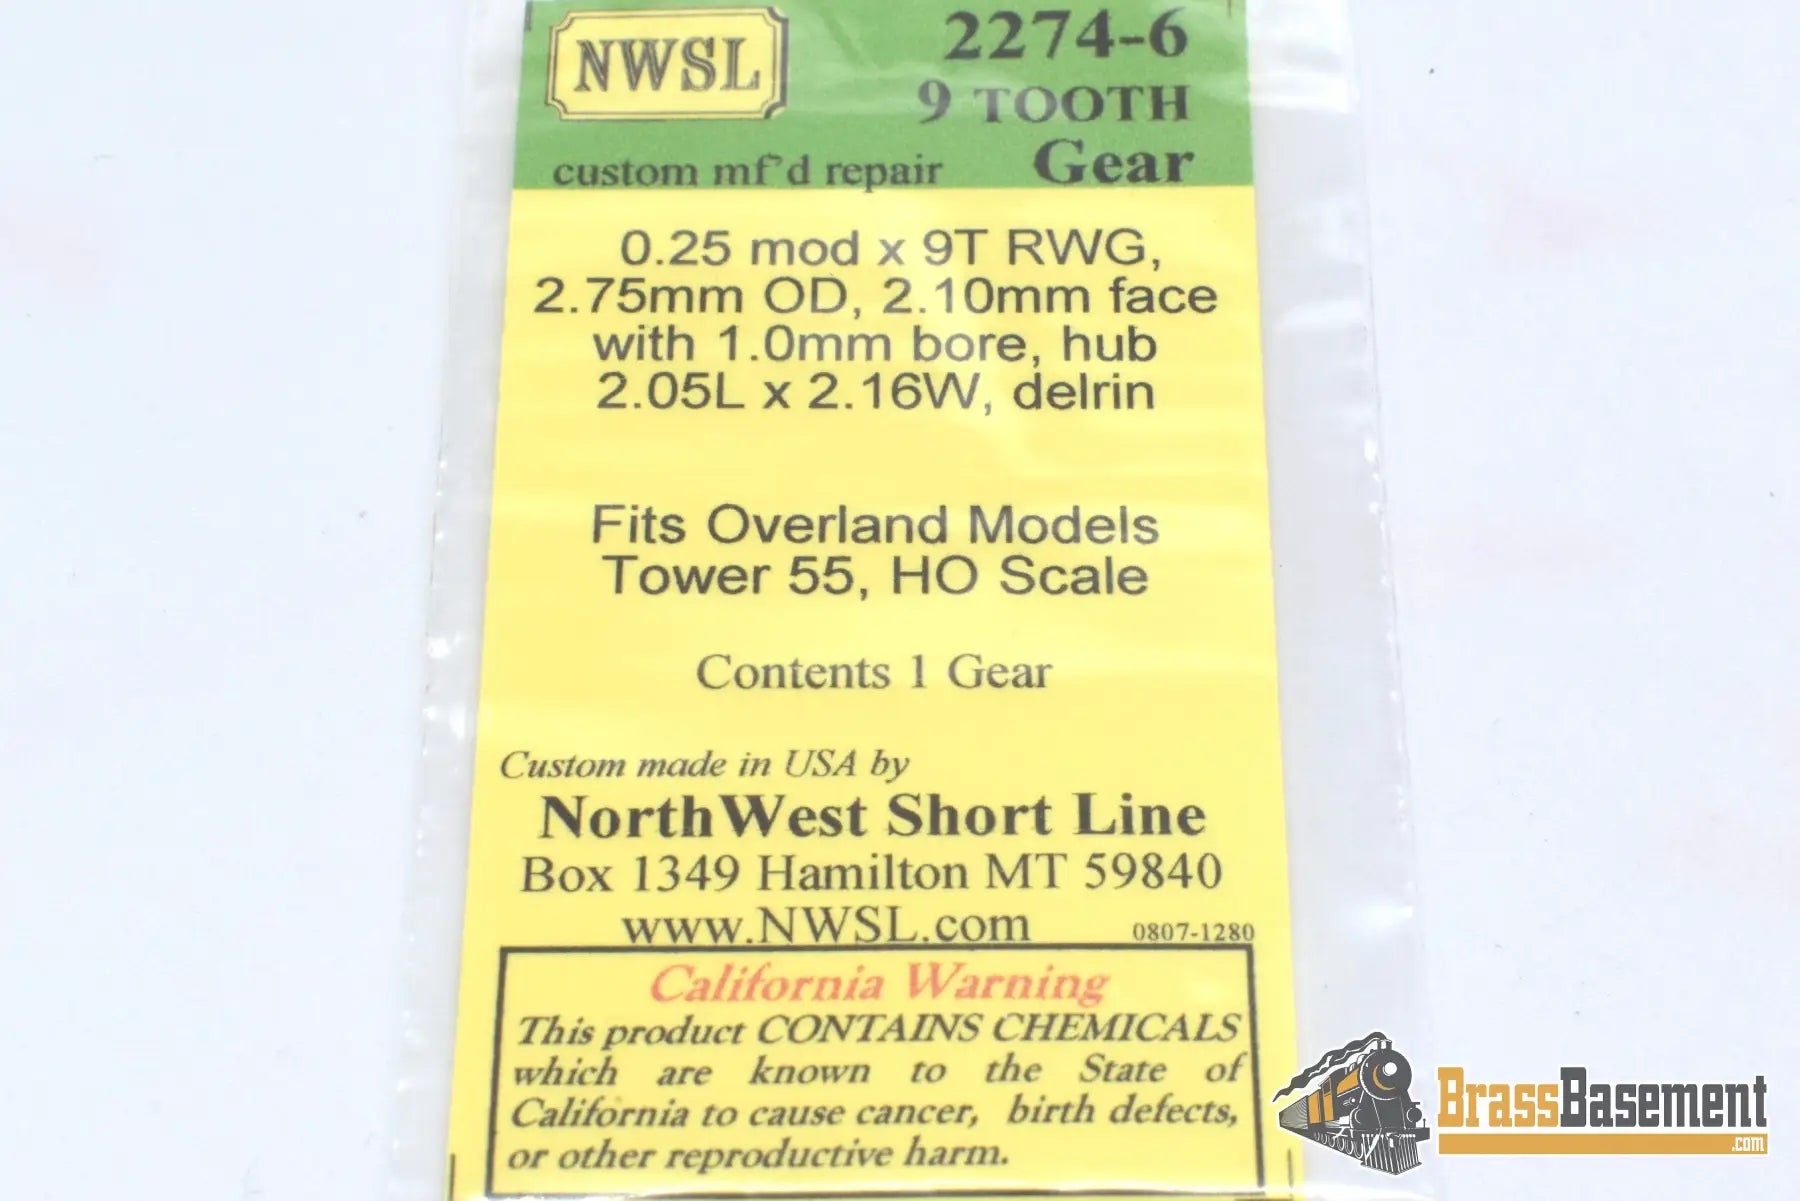 NWSL
2274-6
9 TOOTH
custom mf'd repair Gear
0.25 mod x 9T RWG,
2.75mm OD, 2.10mm face
with 1.0mm bore, hub
2.05L x 2.16W, delrin
Fits Overland Models
Tower 55, HO Scale
Contents 1 Gear
Custom made in USA by
NorthWest Short Line
Box 1349 Hamilton MT 59840
www.NWSL.com 0807-1280
California Warning
This product CONTAINS CHEMICALS
which are known to the State of
California to cause cancer, birth defects,
or other reproductive harm.
BrassBasement
.com